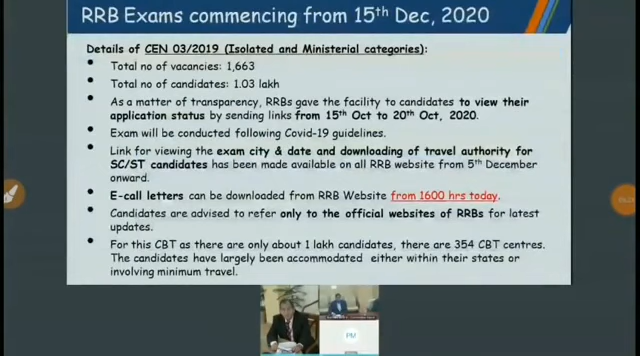 RRB Exams commencing from 15th Dec, 2020
Details of CEN 03/2019 (Isolated and Ministerial categories):
• Total no of vacancies: 1,663
• Total no of candidates: 1.03 lakh
• As a matter of transparency, RRBs gave the facility to candidates to view their
application status by sending links from 15th Oct to 20th Oct, 2020.
• Exam will be conducted following Covid-19 guidelines.
• Link for viewing the exam city & date and downloading of travel authority for
SC/ST candidates has been made available on all RRB website from 5th December
onward.
• E-call letters can be downloaded from RRB Website from 1600 hrs today.
• Candidates are advised to refer only to the official websites of RRBs for latest
updates.
• For this CBT as there are only about 1 lakh candidates, there are 354 CBT centres.
The candidates have largely been accommodated either within their states or
involving minimum travel.
PM